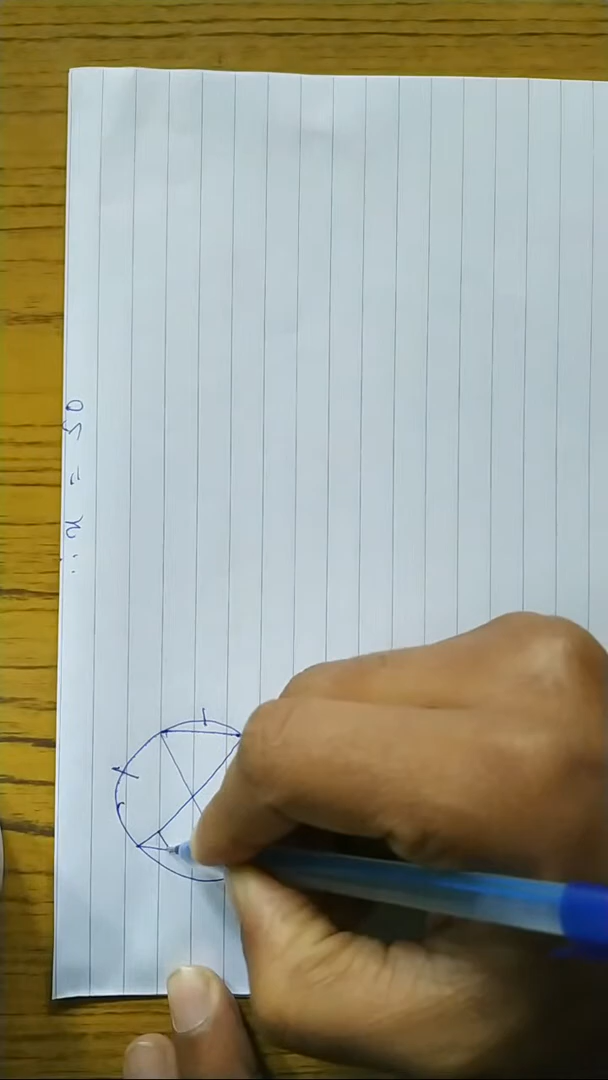 ∴ x = 50